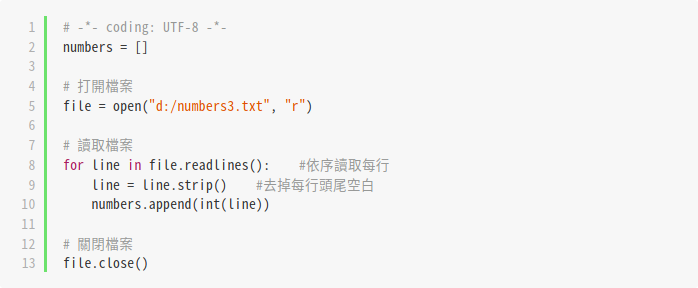 1 # -*- coding: UTF-8 -*-
2 numbers = []
3
4 # 打開檔案
5 file = open("d:/numbers3.txt", "r")
6
7 # 讀取檔案
8 for line in file.readlines():    #依序讀取每行
9     line = line.strip()    #去掉每行頭尾空白
10     numbers.append(int(line))
11
12 # 關閉檔案
13 file.close()